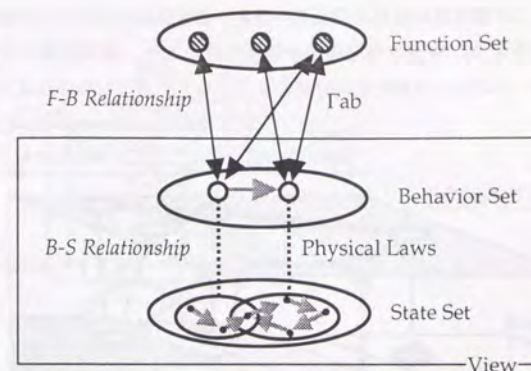 Function Set
F-B Relationship
Γab
Behavior Set
B-S Relationship
Physical Laws
State Set
View